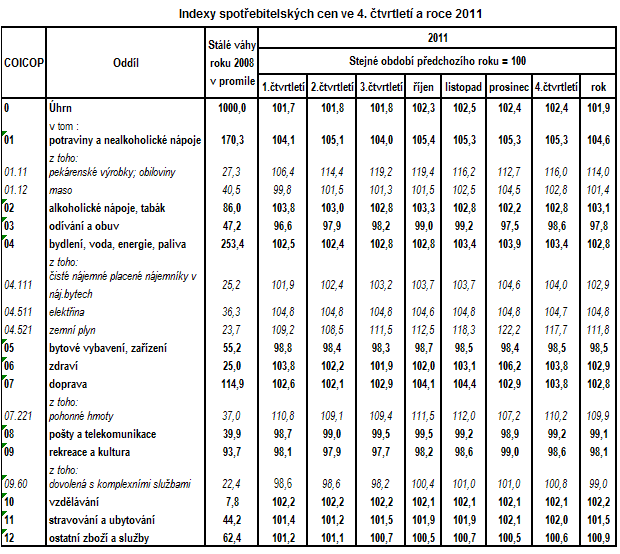 Indexy spotřebitelských cen ve 4. čtvrtletí a roce 2011
COICOP Oddíl Stálé váhy roku 2008 v promile 2011
Stejné období předchozího roku = 100
1.čtvrtletí 2.čtvrtletí 3.čtvrtletí říjen listopad prosinec 4.čtvrtletí rok
0 Úhrn 1000,0 101,7 101,8 101,8 102,3 102,5 102,4 102,4 101,9
v tom :
01 potraviny a nealkoholické nápoje 170,3 104,1 105,1 104,0 105,4 105,3 105,3 105,3 104,6
z toho:
01.11 pekárenské výrobky; obiloviny 27,3 106,4 114,4 119,2 119,4 116,2 112,7 116,0 114,0
01.12 maso 40,5 99,8 101,5 101,3 101,5 102,5 104,5 102,8 101,4
02 alkoholické nápoje, tabák 86,0 103,8 103,0 102,8 103,3 102,8 102,2 102,8 103,1
03 odívání a obuv 47,2 96,6 97,9 98,2 99,0 99,2 97,5 98,6 97,8
04 bydlení, voda, energie, paliva 253,4 102,5 102,4 102,8 102,8 103,4 103,9 103,4 102,8
z toho:
čisté nájemné placené nájemníky v
04.111 náj.bytech 25,2 101,9 102,4 103,2 103,7 103,7 104,6 104,0 102,9
04.511 elektřina 36,3 104,8 104,8 104,8 104,6 104,8 104,8 104,7 104,8
04.521 zemní plyn 23,7 109,2 108,5 111,5 112,5 118,3 122,2 117,7 111,8
05 bytové vybavení, zařízení 55,2 98,8 98,4 98,3 98,7 98,5 98,4 98,5 98,5
06 zdraví 25,0 103,8 102,2 101,9 102,0 103,1 106,2 103,8 102,9
07 doprava 114,9 102,6 102,1 102,9 104,1 104,4 102,9 103,8 102,8
z toho:
07.221 pohonné hmoty 37,0 110,8 109,1 109,4 111,5 112,0 107,2 110,2 109,9
08 pošty a telekomunikace 39,9 98,7 99,0 99,5 99,5 99,2 98,9 99,2 99,1
09 rekreace a kultura 93,7 98,1 97,9 97,7 98,2 98,6 99,0 98,6 98,1
z toho:
09.60 dovolená s komplexními službami 22,4 98,6 98,6 98,2 100,4 101,0 101,0 100,8 99,0
10 vzdělávání 7,8 102,2 102,2 102,2 102,1 102,1 102,1 102,1 102,2
11 stravování a ubytování 44,2 101,4 101,2 101,5 101,9 101,9 102,1 102,0 101,5
12 ostatní zboží a služby 62,4 101,2 101,1 100,7 100,5 100,7 100,5 100,6 100,9